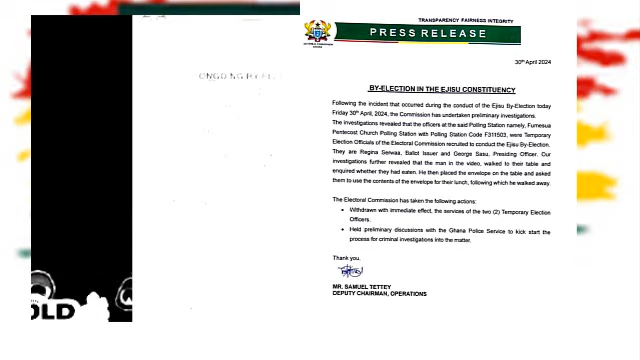 TRANSPARENCY FAIRNESS INTEGRITY
PRESS RELEASE
30th April 2024
BY-ELECTION IN THE EJISU CONSTITUENCY
Following the incident that occurred during the conduct of the Ejisu By-Election today
Friday 30th April, 2024, the Commission has undertaken preliminary investigations.
The investigations revealed that the officers at the said Polling Station namely, Fumesua
Pentecost Church Polling Station with Polling Station Code F311503, were Temporary
Election Officials of the Electoral Commission recruited to conduct the Ejisu By-Election.
They are Regina Serwaa, Ballot Issuer and George Sasu, Presiding Officer. Our
investigations further revealed that the man in the video, walked to their table and
enquired whether they had eaten. He then placed the envelope on the table and asked
them to use the contents of the envelope for their lunch, following which he walked away.
The Electoral Commission has taken the following actions:
• Withdrawn with immediate effect, the services of the two (2) Temporary Election
Officers.
• Held preliminary discussions with the Ghana Police Service to kick start the
process for criminal investigations into the matter.
Thank you.
MR. SAMUEL TETTEY
DEPUTY CHAIRMAN, OPERATIONS
OLD